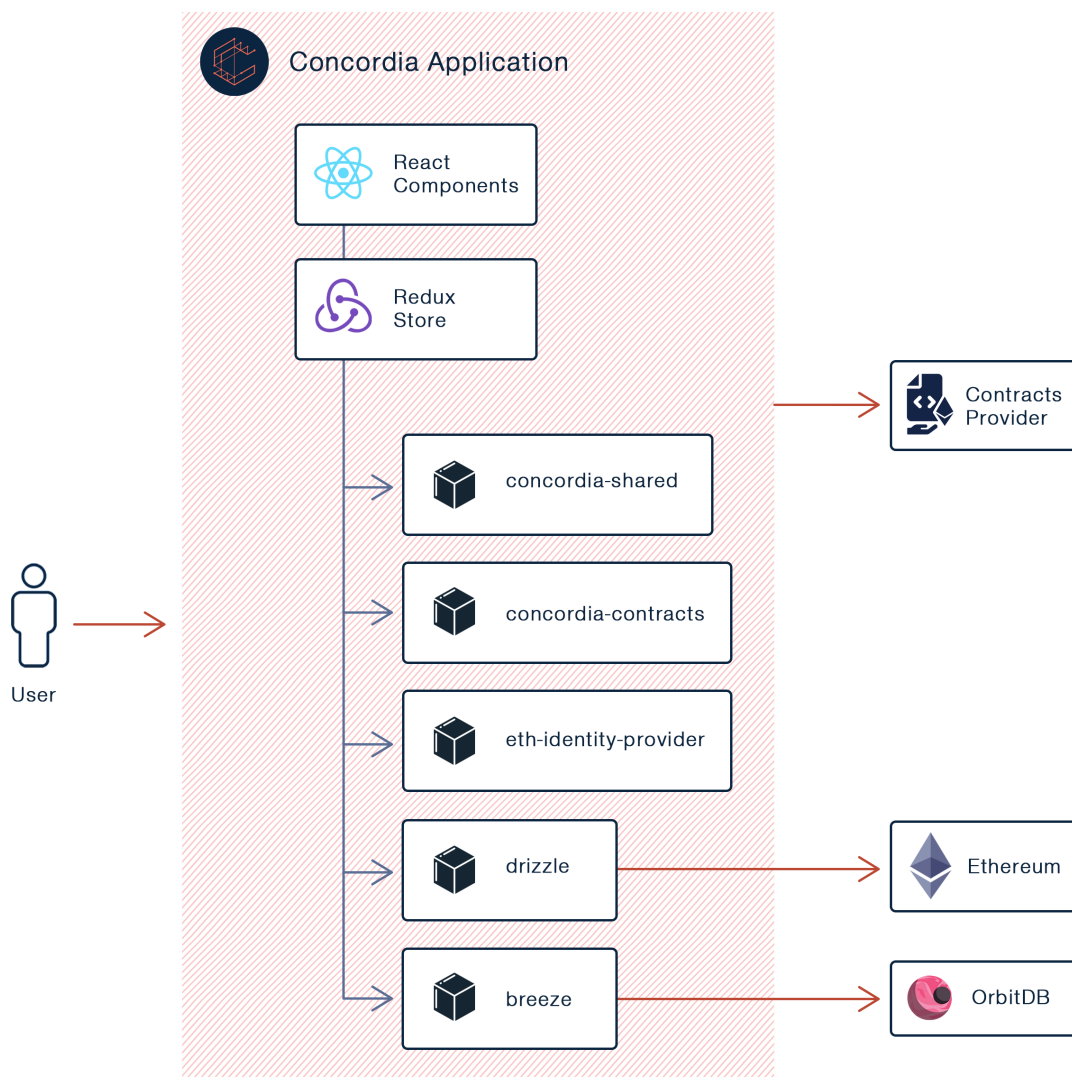 Concordia Application
React
Components
Redux
Store
Contracts
Provider
concordia-shared
concordia-contracts
User
eth-identity-provider
drizzle
Ethereum
breeze
OrbitDB